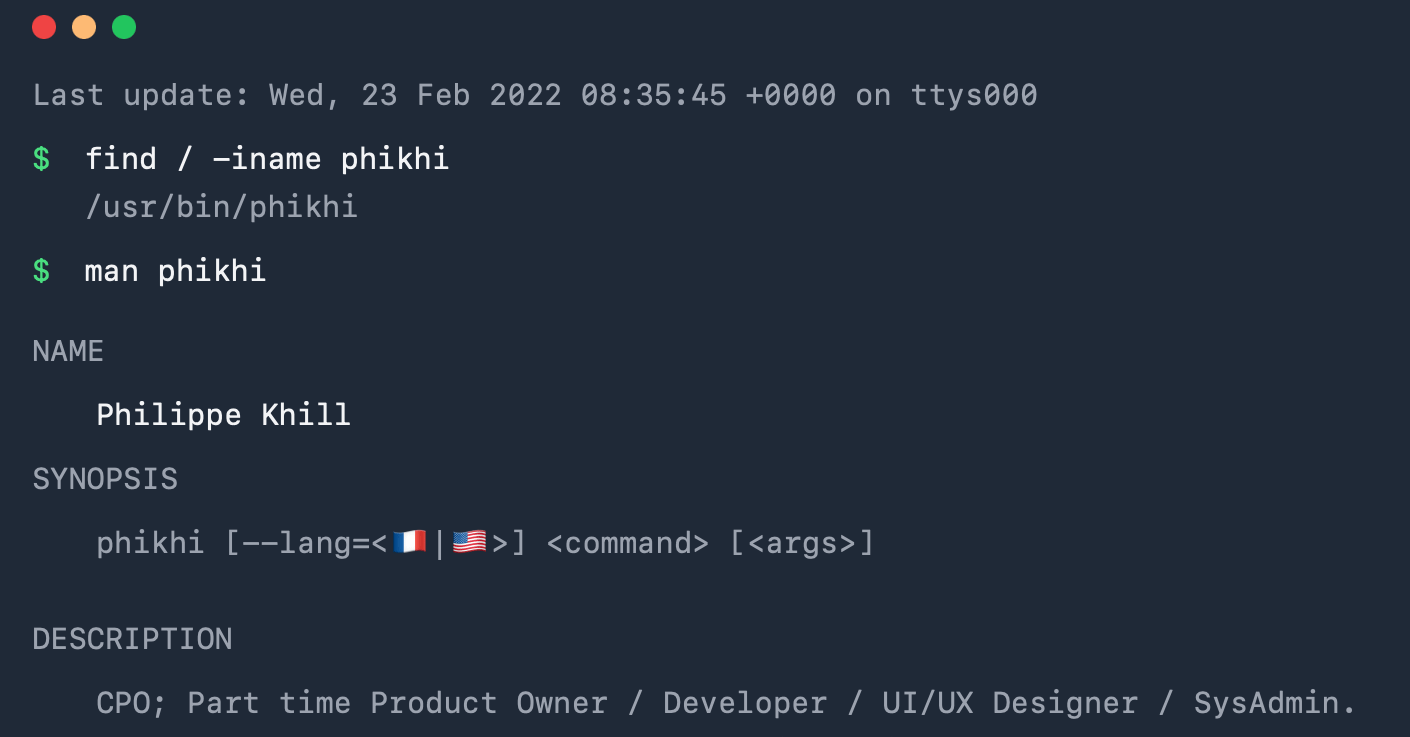 Last update: Wed, 23 Feb 2022 08:35:45 +0000 on ttys000
$ find / -iname phikhi
/usr/bin/phikhi
$ man phikhi
NAME
Philippe Khill
SYNOPSIS
phikhi [--lang=<🇫🇷|🇺🇸>] <command> [<args>]
DESCRIPTION
CPO; Part time Product Owner / Developer / UI/UX Designer / SysAdmin.